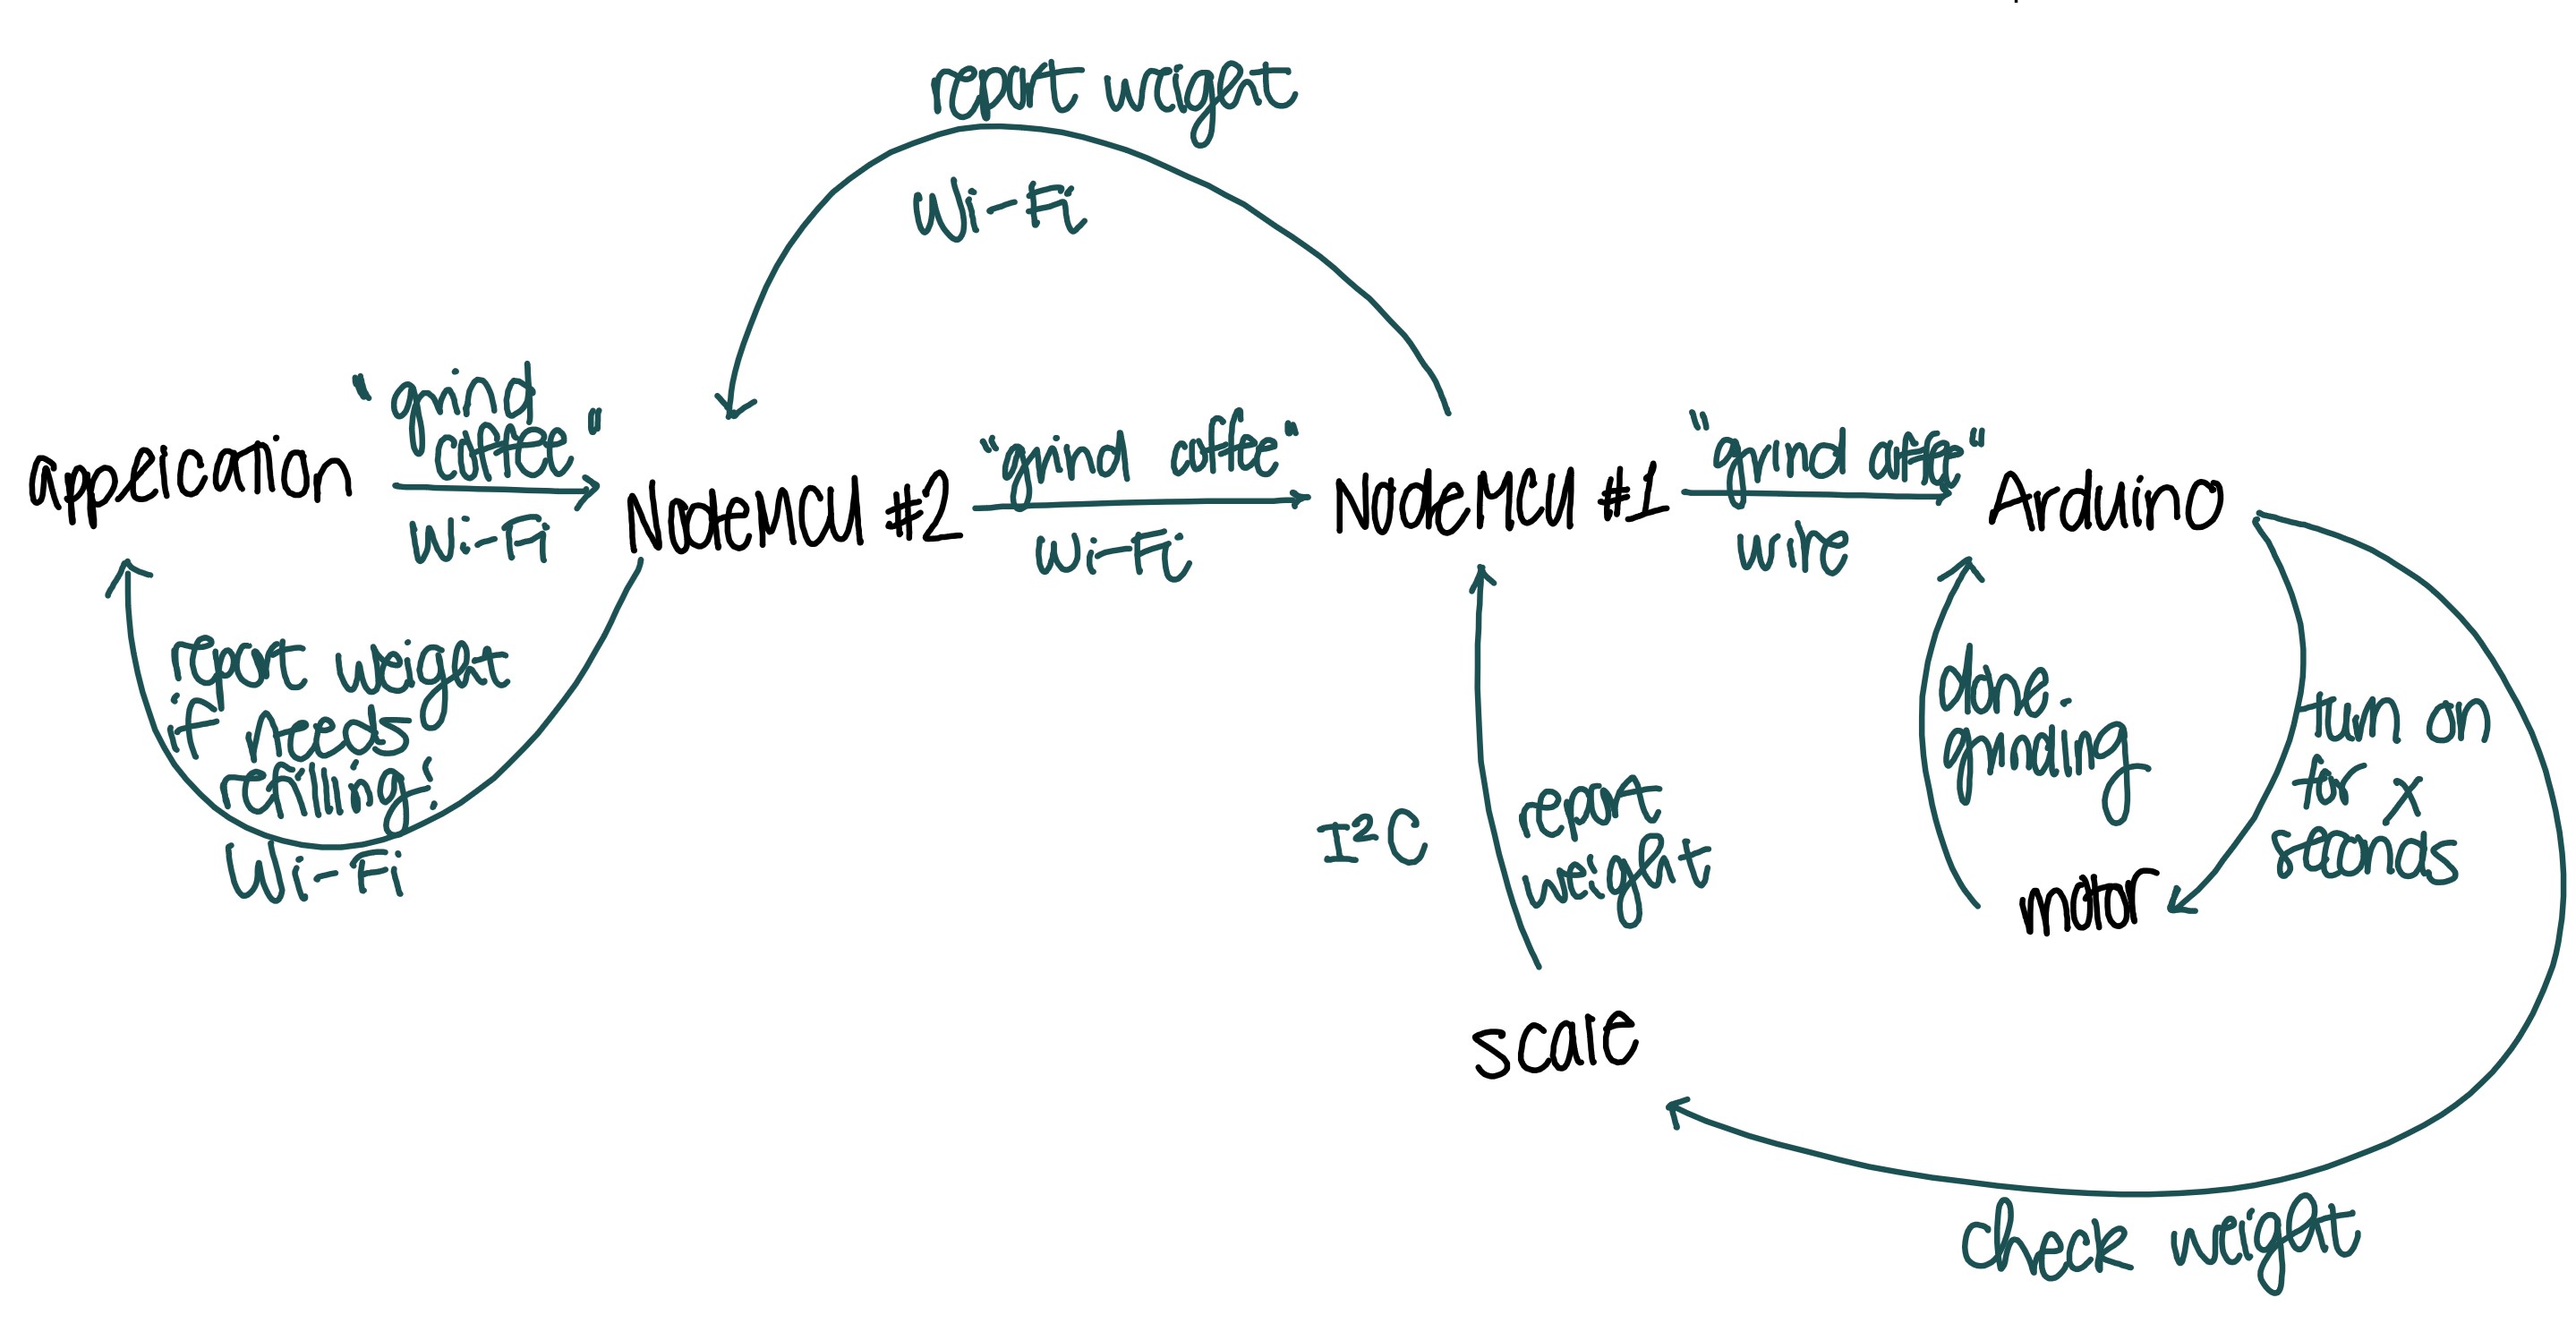 report weight
Wi-Fi
"grind
coffee"
application
Wi-Fi
NodeMCU #2
"grind coffee"
Wi-Fi
NodeMCU #1
"grind coffee"
wire
Arduino
report weight
if needs
refilling!
Wi-Fi
I²C
report
weight
done
grinding
turn on
for x
seconds
motor
scale
check weight